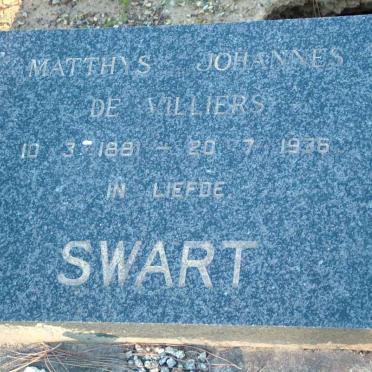 MATTHYS JOHANNES
DE VILLIERS
10 3 1881 – 20 7 1936
IN LIEFDE
SWART